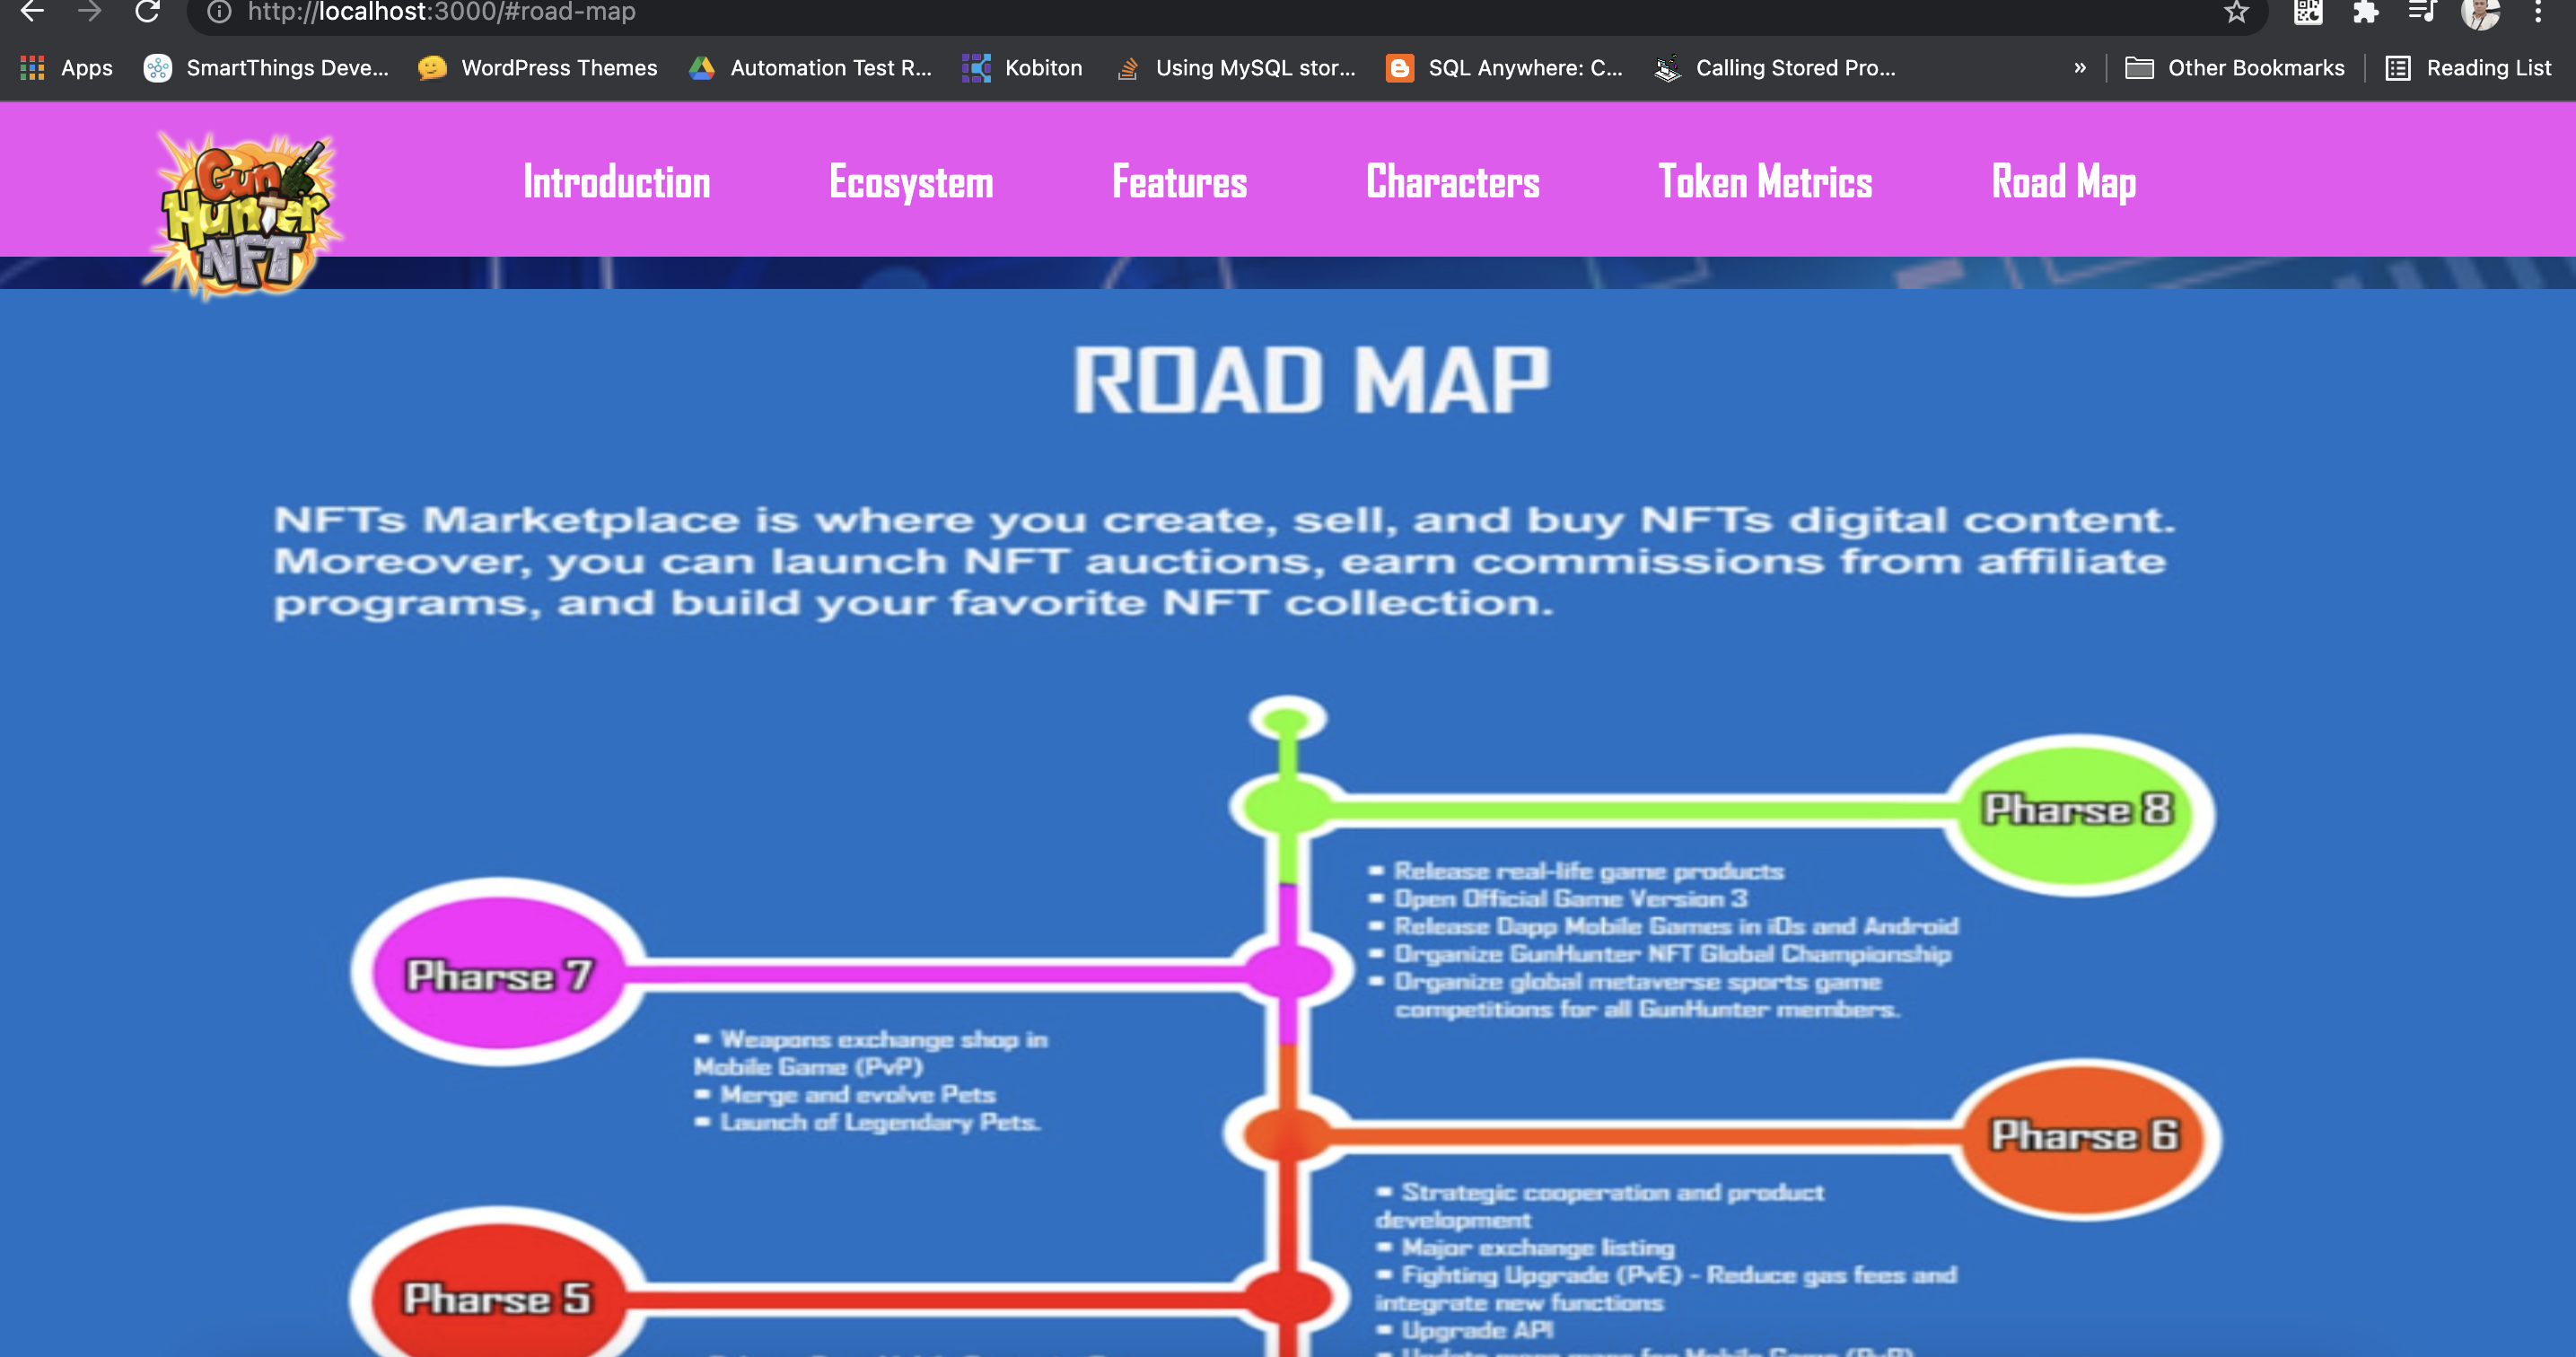 http://localhost:3000/#road-map
Apps
SmartThings Deve...
WordPress Themes
Automation Test R...
Kobiton
Using MySQL stor...
SQL Anywhere: C...
Calling Stored Pro...
»
Other Bookmarks
Reading List
Gun
Hunter
NFT
Introduction
Ecosystem
Features
Characters
Token Metrics
Road Map
ROAD MAP
NFTs Marketplace is where you create, sell, and buy NFTs digital content.
Moreover, you can launch NFT auctions, earn commissions from affiliate
programs, and build your favorite NFT collection.
Pharse 8
▪ Release real-life game products
▪ Open Official Game Version 3
▪ Release Dapp Mobile Games in iOs and Android
▪ Organize GunHunter NFT Global Championship
▪ Organize global metaverse sports game
competitions for all GunHunter members.
Pharse 7
▪ Weapons exchange shop in
Mobile Game (PvP)
▪ Merge and evolve Pets
▪ Launch of Legendary Pets.
Pharse 6
▪ Strategic cooperation and product
development
▪ Major exchange listing
▪ Fighting Upgrade (PvE) - Reduce gas fees and
integrate new functions
▪ Upgrade API
▪ Update more maps for Mobile Game (PvP)
Pharse 5